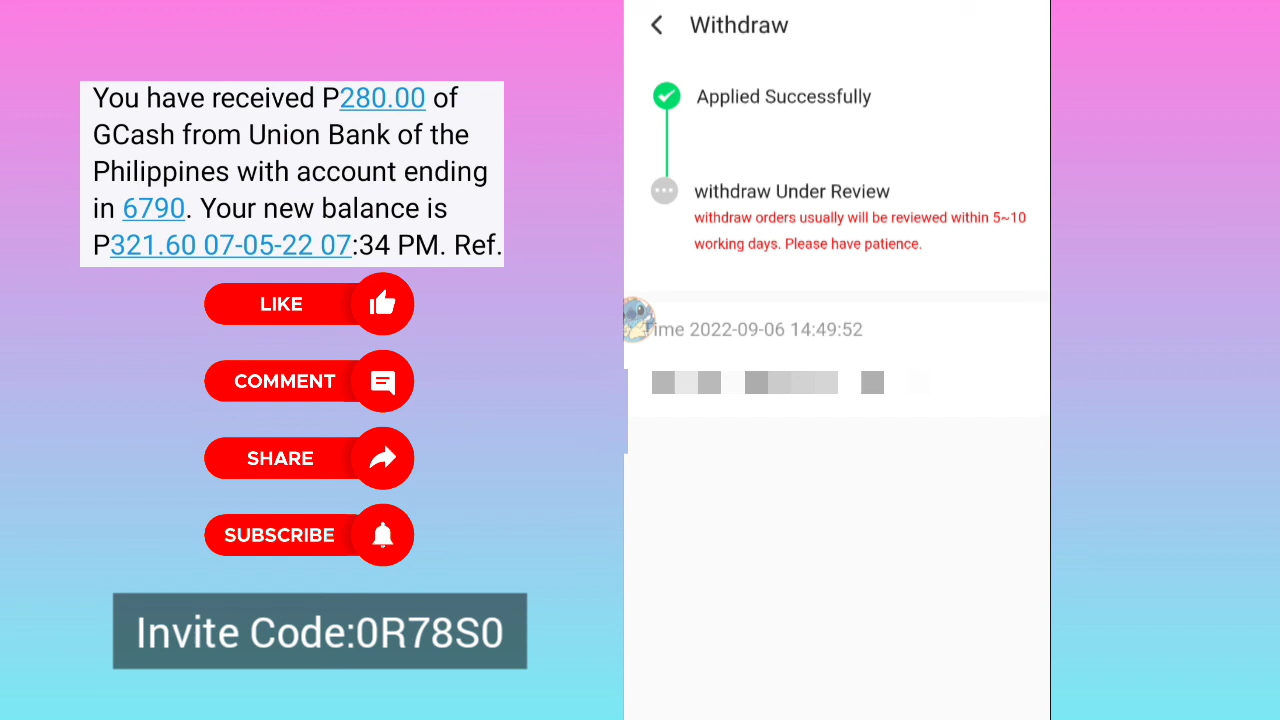 You have received P280.00 of
GCash from Union Bank of the
Philippines with account ending
in 6790. Your new balance is
P321.60 07-05-22 07:34 PM. Ref.
LIKE
COMMENT
SHARE
SUBSCRIBE
Invite Code:0R78S0
Withdraw
Applied Successfully
withdraw Under Review
withdraw orders usually will be reviewed within 5~10
working days. Please have patience.
Time 2022-09-06 14:49:52